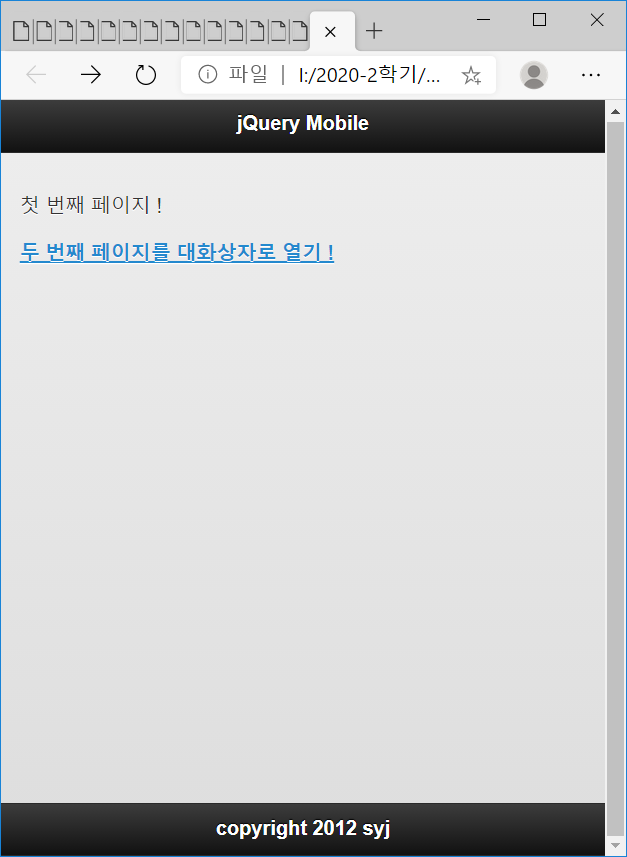 파일 | I:/2020-2학기/...
jQuery Mobile
첫 번째 페이지 !
두 번째 페이지를 대화상자로 열기 !
copyright 2012 syj